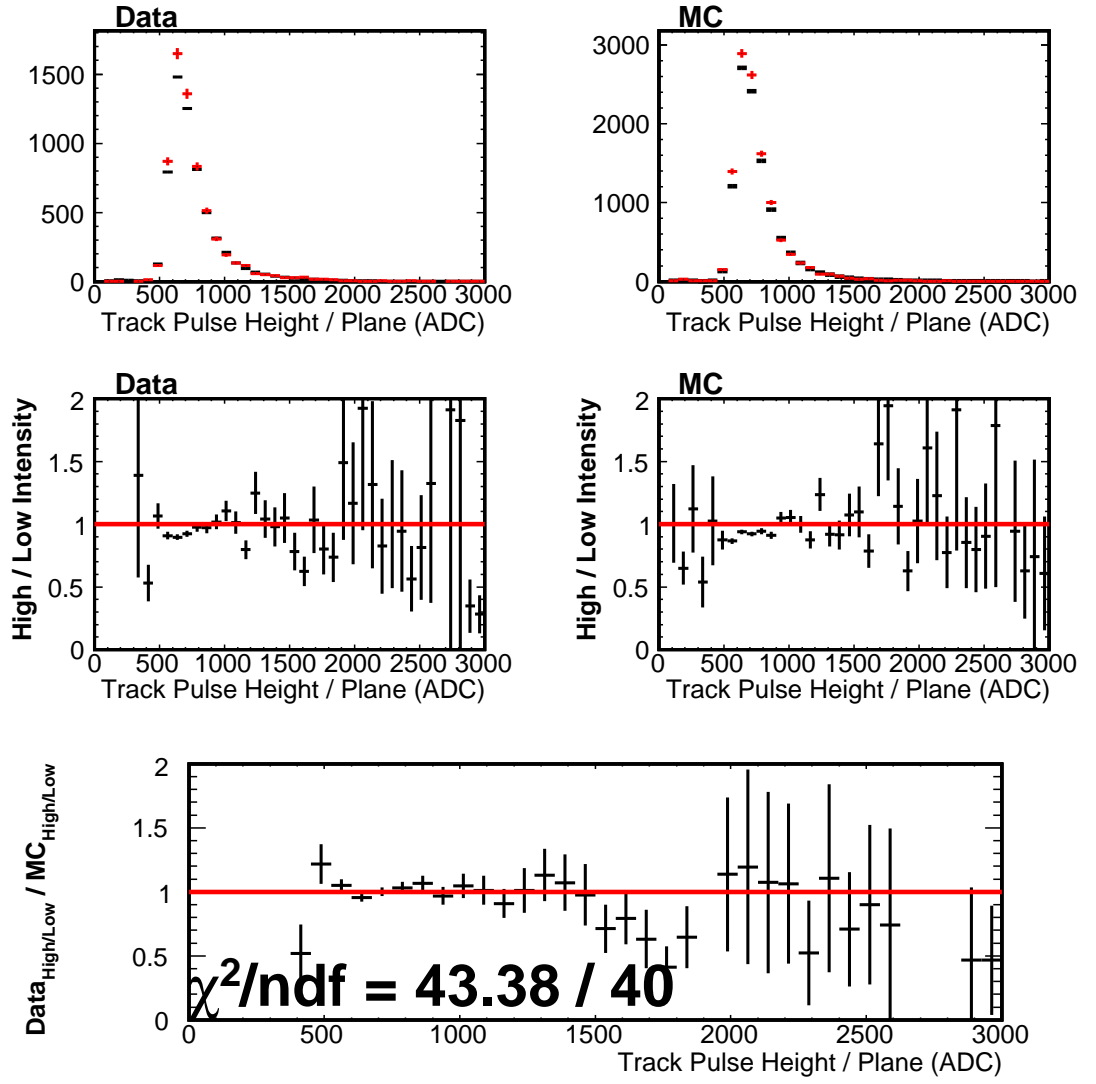 Data
MC
1500
1000
500
0
3000
2000
1000
0
0 500 1000 1500 2000 2500 3000
0 500 1000 1500 2000 2500 3000
Track Pulse Height / Plane (ADC)
Track Pulse Height / Plane (ADC)
Data
MC
High / Low Intensity
2
1.5
1
0.5
0
High / Low Intensity
2
1.5
1
0.5
0
0 500 1000 1500 2000 2500 3000
0 500 1000 1500 2000 2500 3000
Track Pulse Height / Plane (ADC)
Track Pulse Height / Plane (ADC)
Data_High/Low / MC_High/Low
2
1.5
1
0.5
0
χ²/ndf = 43.38 / 40
0 500 1000 1500 2000 2500 3000
Track Pulse Height / Plane (ADC)